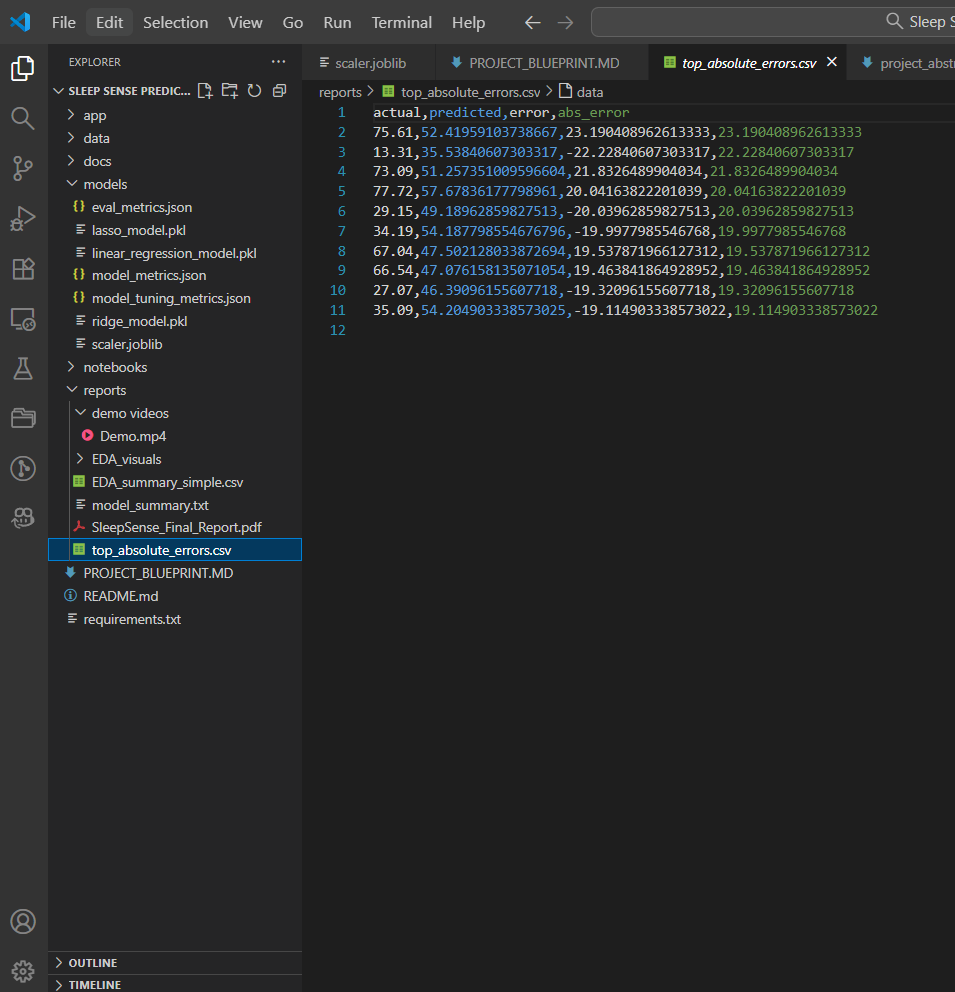 File Edit Selection View Go Run Terminal Help
Sleep S
EXPLORER
SLEEP SENSE PREDIC...
app
data
docs
models
eval_metrics.json
lasso_model.pkl
linear_regression_model.pkl
model_metrics.json
model_tuning_metrics.json
ridge_model.pkl
scaler.joblib
notebooks
reports
demo videos
Demo.mp4
EDA_visuals
EDA_summary_simple.csv
model_summary.txt
SleepSense_Final_Report.pdf
top_absolute_errors.csv
PROJECT_BLUEPRINT.MD
README.md
requirements.txt
OUTLINE
TIMELINE
scaler.joblib PROJECT_BLUEPRINT.MD top_absolute_errors.csv project_abst
reports > top_absolute_errors.csv > data
1 actual,predicted,error,abs_error
2 75.61,52.41959103738667,23.190408962613333,23.190408962613333
3 13.31,35.53840607303317,-22.22840607303317,22.22840607303317
4 73.09,51.257351009596604,21.8326489904034,21.8326489904034
5 77.72,57.67836177798961,20.04163822201039,20.04163822201039
6 29.15,49.18962859827513,-20.03962859827513,20.03962859827513
7 34.19,54.187798554676796,-19.9977985546768,19.9977985546768
8 67.04,47.502128033872694,19.537871966127312,19.537871966127312
9 66.54,47.076158135071054,19.463841864928952,19.463841864928952
10 27.07,46.39096155607718,-19.32096155607718,19.32096155607718
11 35.09,54.204903338573025,-19.114903338573022,19.114903338573022
12